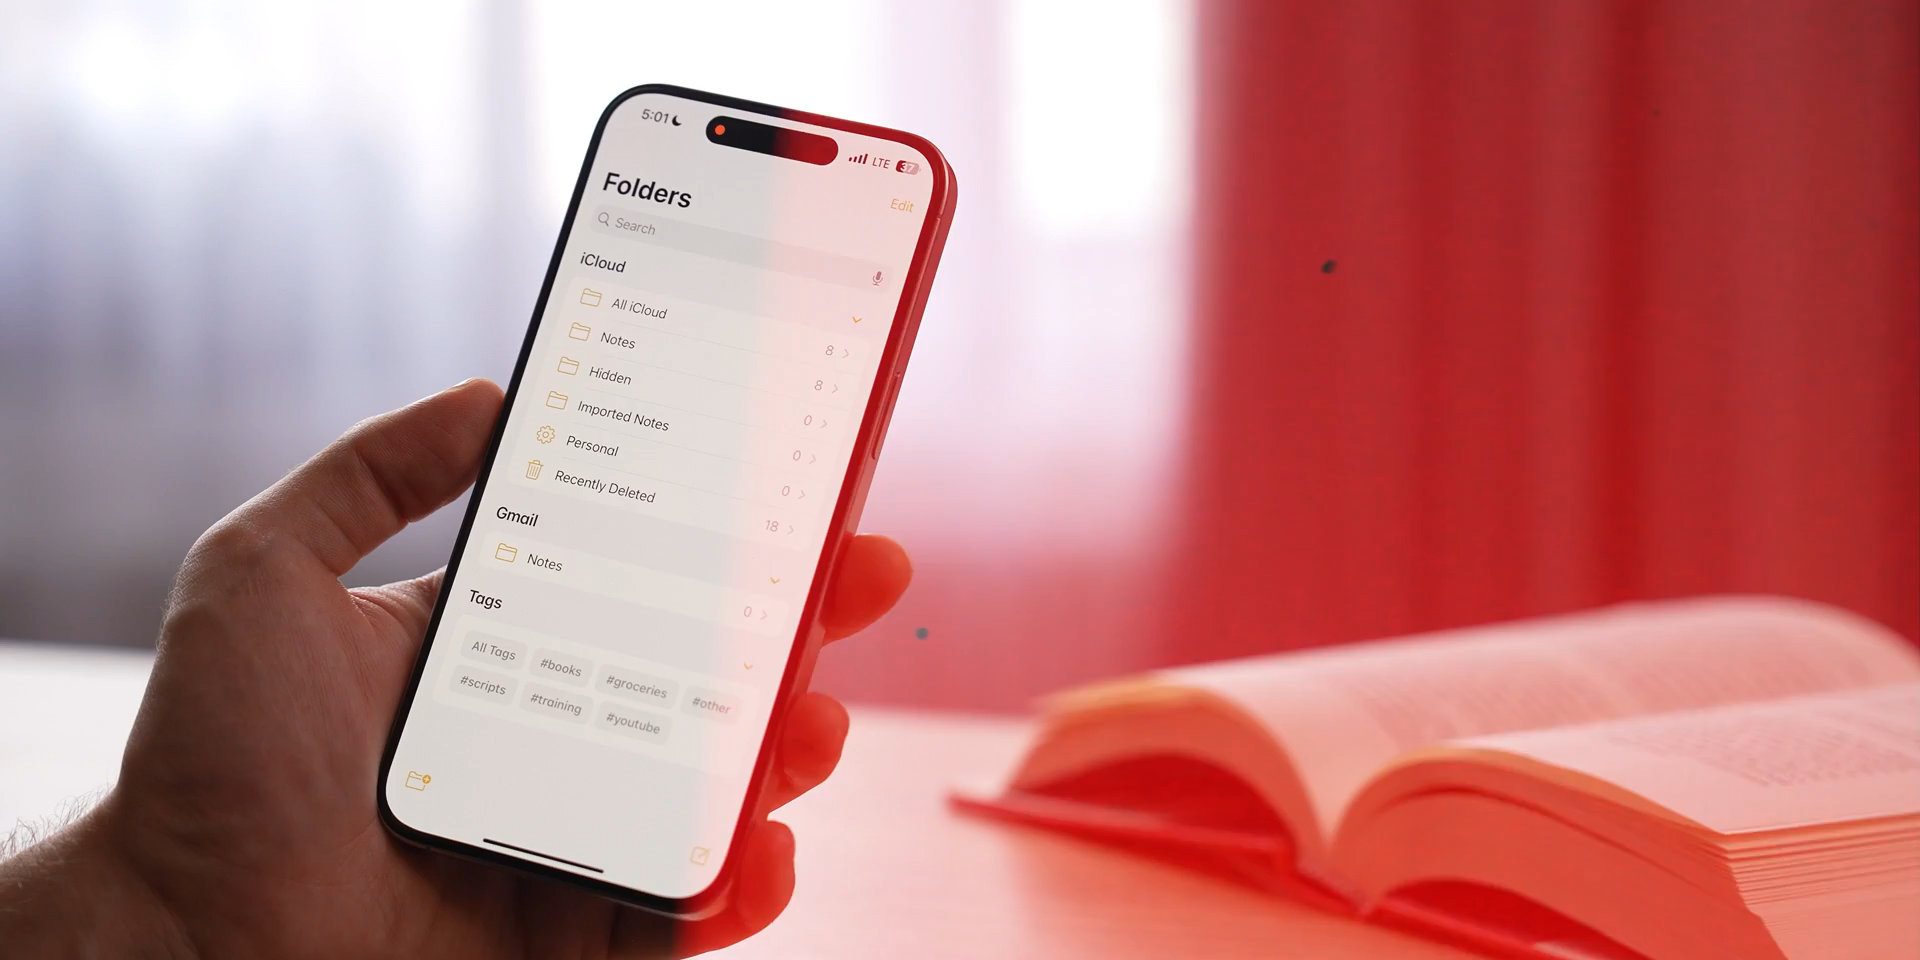 5:01 LTE 37
Edit
Folders
Search
iCloud
All iCloud 8
Notes 8
Hidden 0
Imported Notes 0
Personal 0
Recently Deleted 18
Gmail
Notes 0
Tags
All Tags #books #groceries #other
#scripts #training #youtube